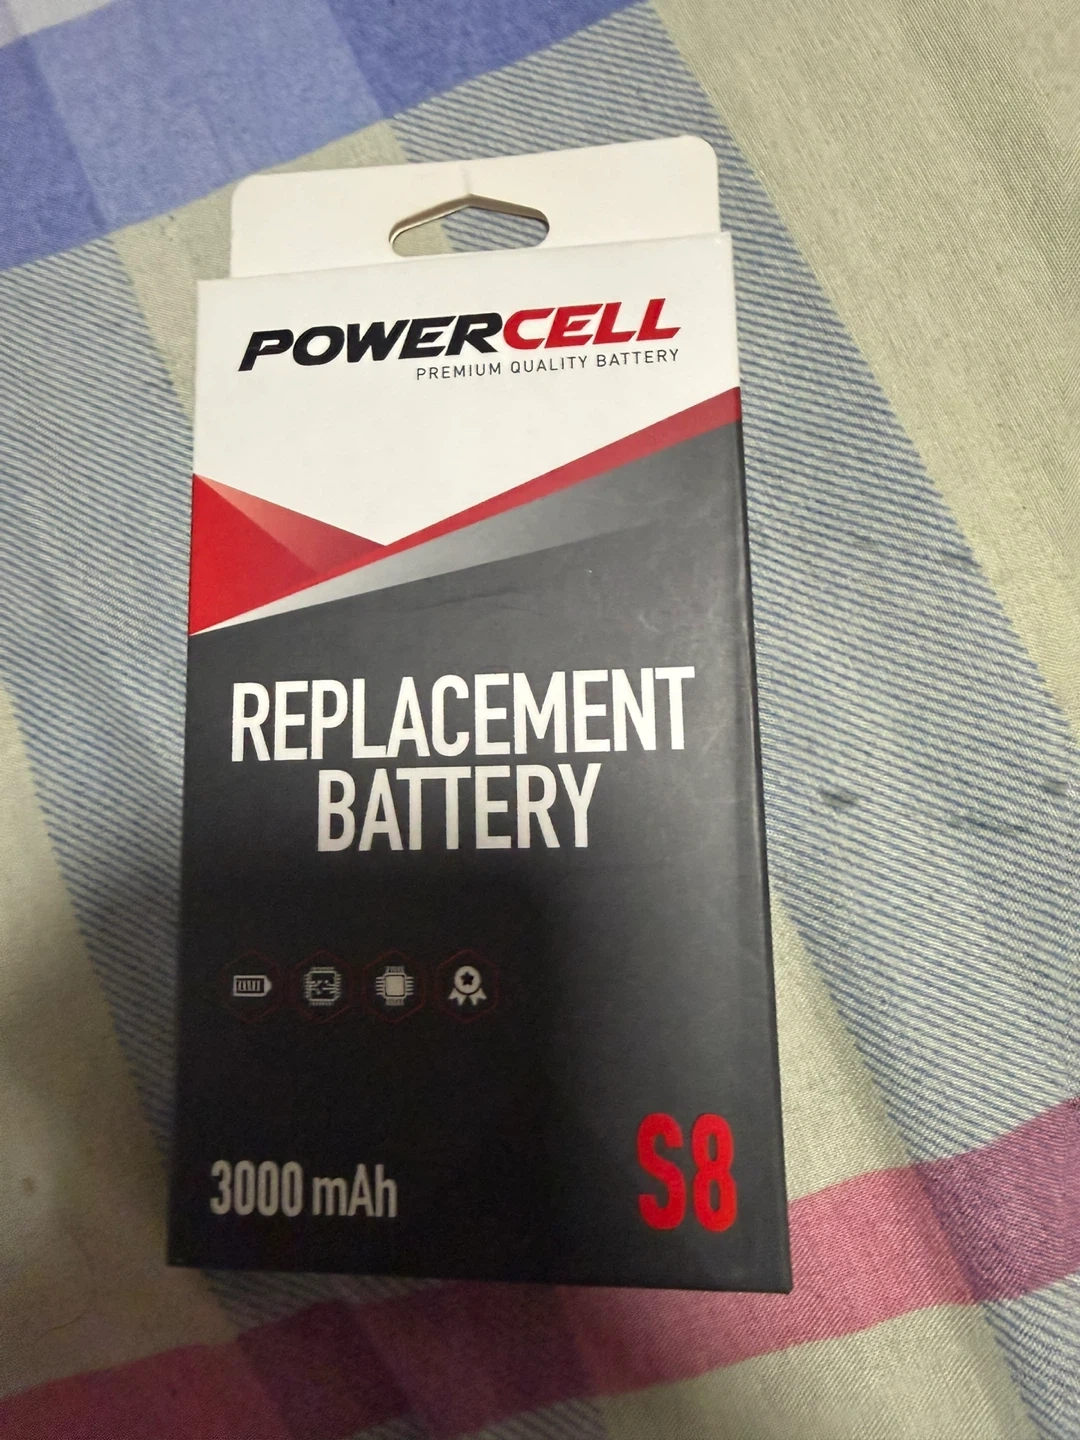 POWERCELL
PREMIUM QUALITY BATTERY
REPLACEMENT
BATTERY
3000 mAh
S8